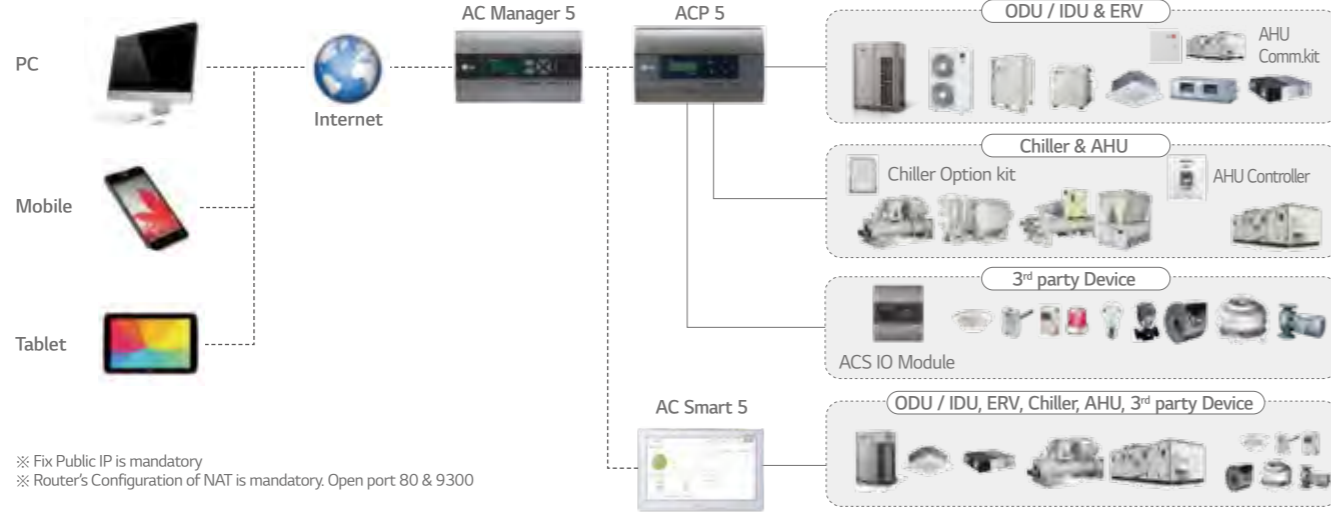 AC Manager 5
ACP 5
ODU / IDU & ERV
PC
AHU
Comm.kit
Internet
Chiller & AHU
Chiller Option kit
AHU Controller
Mobile
3rd party Device
Tablet
ACS IO Module
AC Smart 5
ODU / IDU, ERV, Chiller, AHU, 3rd party Device
※ Fix Public IP is mandatory
※ Router's Configuration of NAT is mandatory. Open port 80 & 9300